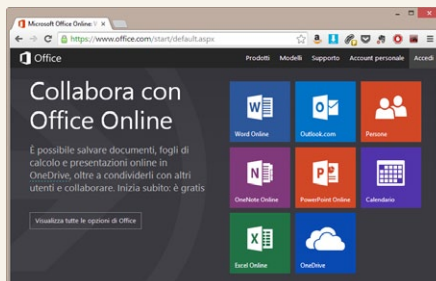 Microsoft Office Online: V
https://www.office.com/start/default.aspx
Office
Prodotti Modelli Supporto Account personale Accedi
Collabora con
Office Online
È possibile salvare documenti, fogli di
calcolo e presentazioni online in
OneDrive, oltre a condividerli con altri
utenti e collaborare. Inizia subito: è gratis
Visualizza tutte le opzioni di Office
Word Online
Outlook.com
Persone
OneNote Online
PowerPoint Online
Calendario
Excel Online
OneDrive